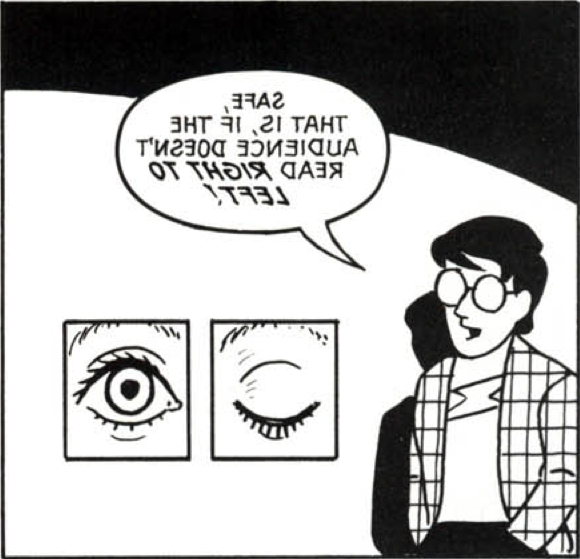 SAFE,
THAT IS, IF THE
AUDIENCE DOESN'T
READ RIGHT TO
LEFT!